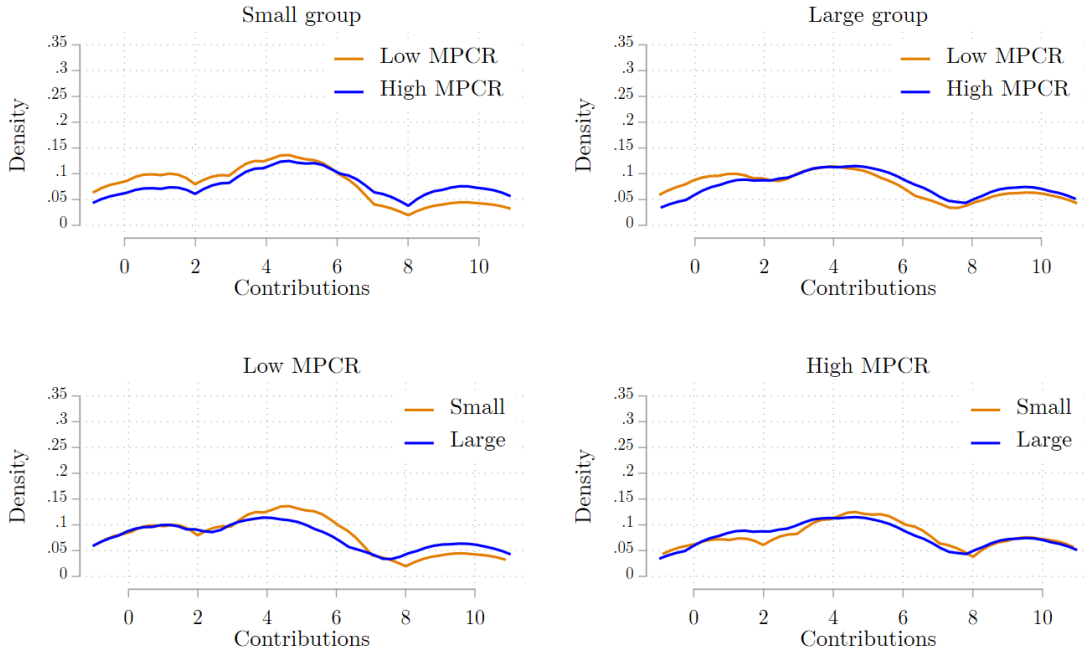 Small group
.35
.3
.25
.2
.15
.1
.05
0
Density
Low MPCR
High MPCR
0 2 4 6 8 10
Contributions
Large group
.35
.3
.25
.2
.15
.1
.05
0
Density
Low MPCR
High MPCR
0 2 4 6 8 10
Contributions
Low MPCR
.35
.3
.25
.2
.15
.1
.05
0
Density
Small
Large
0 2 4 6 8 10
Contributions
High MPCR
.35
.3
.25
.2
.15
.1
.05
0
Density
Small
Large
0 2 4 6 8 10
Contributions